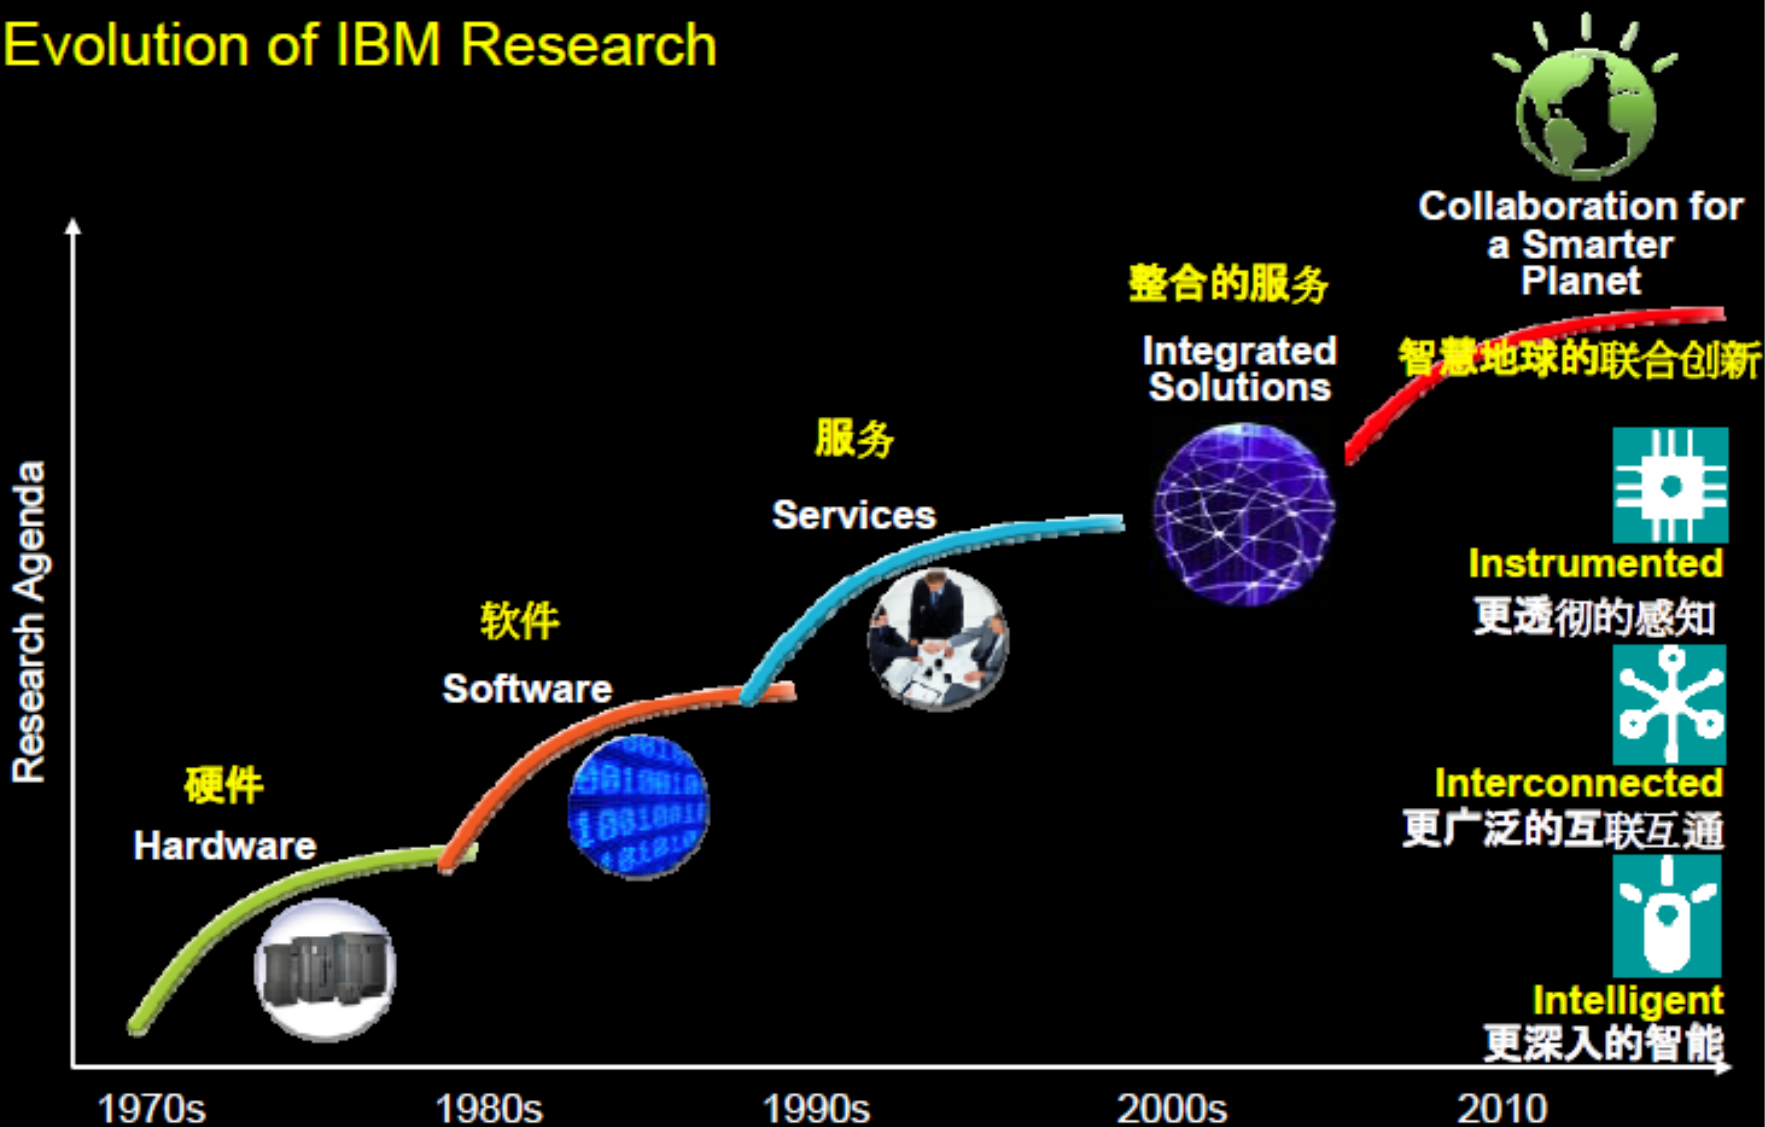 Evolution of IBM Research
Collaboration for
a Smarter
Planet
智慧地球的联合创新
整合的服务
Integrated
Solutions
服务
Services
软件
Software
硬件
Hardware
Research Agenda
Instrumented
更透彻的感知
Interconnected
更广泛的互联互通
Intelligent
更深入的智能
1970s
1980s
1990s
2000s
2010